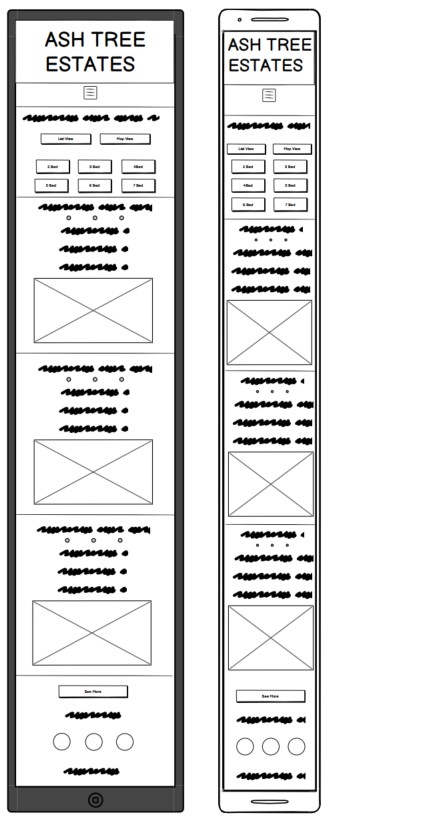 ASH TREE
ESTATES
List View Map View
2 Bed 3 Bed 4Bed
5 Bed 6 Bed 7 Bed
See More
ASH TREE
ESTATES
List View Map View
2 Bed 3 Bed
4Bed 5 Bed
6 Bed 7 Bed
See More